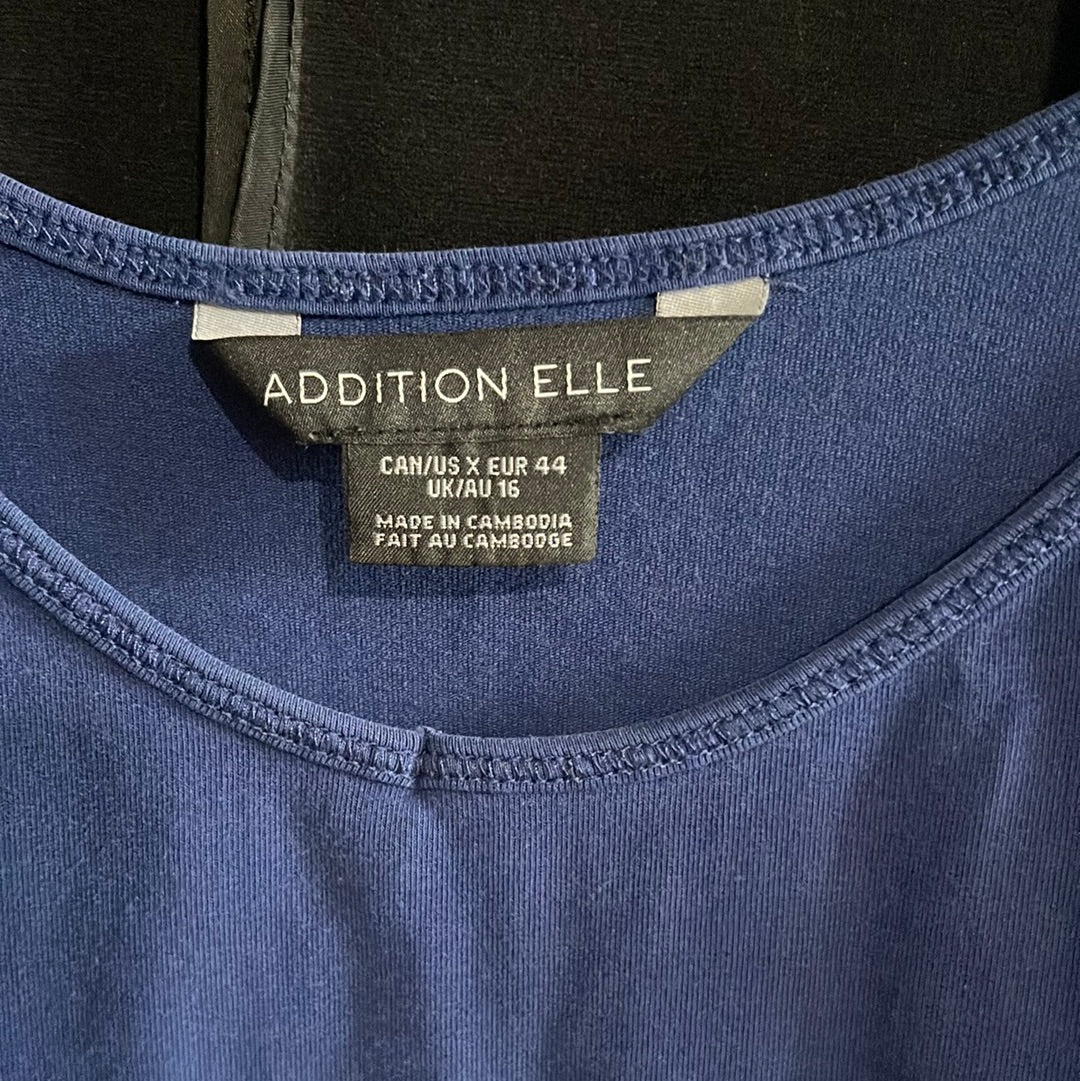 ADDITION ELLE
CAN/US X EUR 44
UK/AU 16
MADE IN CAMBODIA
FAIT AU CAMBODGE